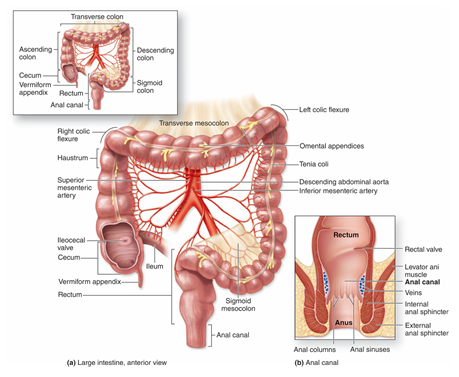 Transverse colon
Ascending
colon
Descending
colon
Cecum
Vermiform
appendix
Sigmoid
colon
Rectum
Anal canal
Left colic flexure
Transverse mesocolon
Right colic
flexure
Omental appendices
Haustrum
Tenia coli
Superior
mesenteric
artery
Descending abdominal aorta
Inferior mesenteric artery
Ileocecal
valve
Cecum
Ileum
Vermiform appendix
Rectum
Sigmoid
mesocolon
Anal canal
(a) Large intestine, anterior view
Rectum
Rectal valve
Levator ani
muscle
Anal canal
Veins
Internal
anal sphincter
External
anal sphincter
Anus
Anal columns
Anal sinuses
(b) Anal canal